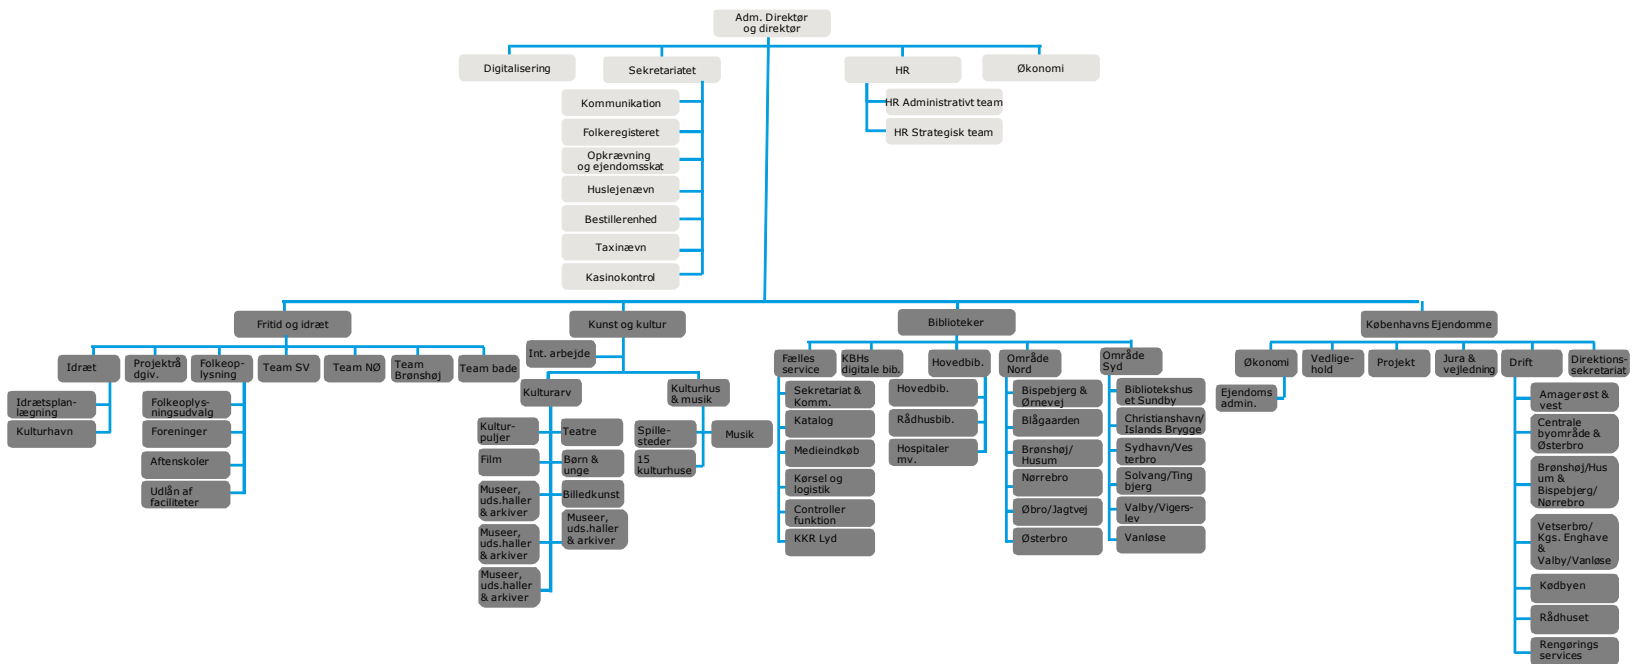 Adm. Direktør
og direktør
Digitalisering
Sekretariatet
HR
Økonomi
Kommunikation
Folkeregisteret
Opkrævning
og ejendomsskat
Huslejenævn
Bestillerenhed
Taxinævn
Kasinokontrol
HR Administrativt team
HR Strategisk team
Fritid og idræt
Kunst og kultur
Biblioteker
Københavns Ejendomme
Idræt
Projektrå
dgiv.
Folkeop-
lysning
Team SV
Team NØ
Team
Brønshøj
Team bade
Idrætsplan-
lægning
Kulturhavn
Folkeoplys-
ningsudvalg
Foreninger
Aftenskoler
Udlån af
faciliteter
Int. arbejde
Kulturarv
Kulturhus
& musik
Kultur-
puljer
Film
Museer,
uds.haller
& arkiver
Museer,
uds.haller
& arkiver
Museer,
uds.haller
& arkiver
Teatre
Børn &
unge
Billedkunst
Museer,
uds.haller
& arkiver
Spille-
steder
15
kulturhuse
Musik
Fælles
service
KBHs
digitale bib.
Hovedbib.
Område
Nord
Område
Syd
Sekretariat &
Komm.
Katalog
Medieindkøb
Kørsel og
logistik
Controller
funktion
KKR Lyd
Hovedbib.
Rådhusbib.
Hospitaler
mv.
Bispebjerg &
Ørnevej
Blågaarden
Brønshøj/
Husum
Nørrebro
Øbro/Jagtvej
Østerbro
Bibliotekshus
et Sundby
Christianshavn/
Islands Brygge
Sydhavn/Ves
terbro
Solvang/Ting
bjerg
Valby/Vigers-
lev
Vanløse
Økonomi
Vedlige-
hold
Projekt
Jura &
vejledning
Drift
Direktions-
sekretariat
Ejendoms
admin.
Amager øst &
vest
Centrale
byområde &
Østerbro
Brønshøj/Hus
um &
Bispebjerg/
Nørrebro
Vetserbro/
Kgs. Enghave
&
Valby/Vanløse
Kødbyen
Rådhuset
Rengørings
services